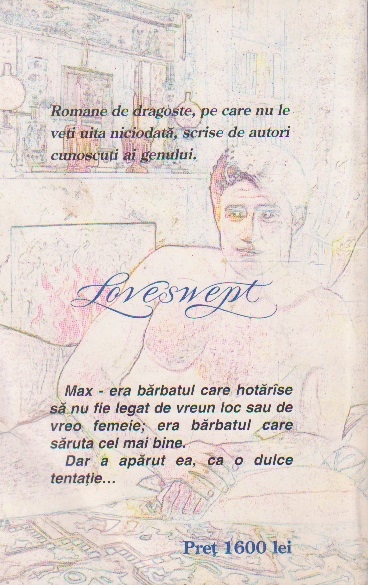 Romane de dragoste, pe care nu le
veți uita niciodată, scrise de autori
cunoscuți ai genului.
Loveswept
Max - era bărbatul care hotărîse
să nu fie legat de vreun loc sau de
vreo femeie; era bărbatul care
săruta cel mai bine.
Dar a apărut ea, ca o dulce
tentație...
Preț 1600 lei